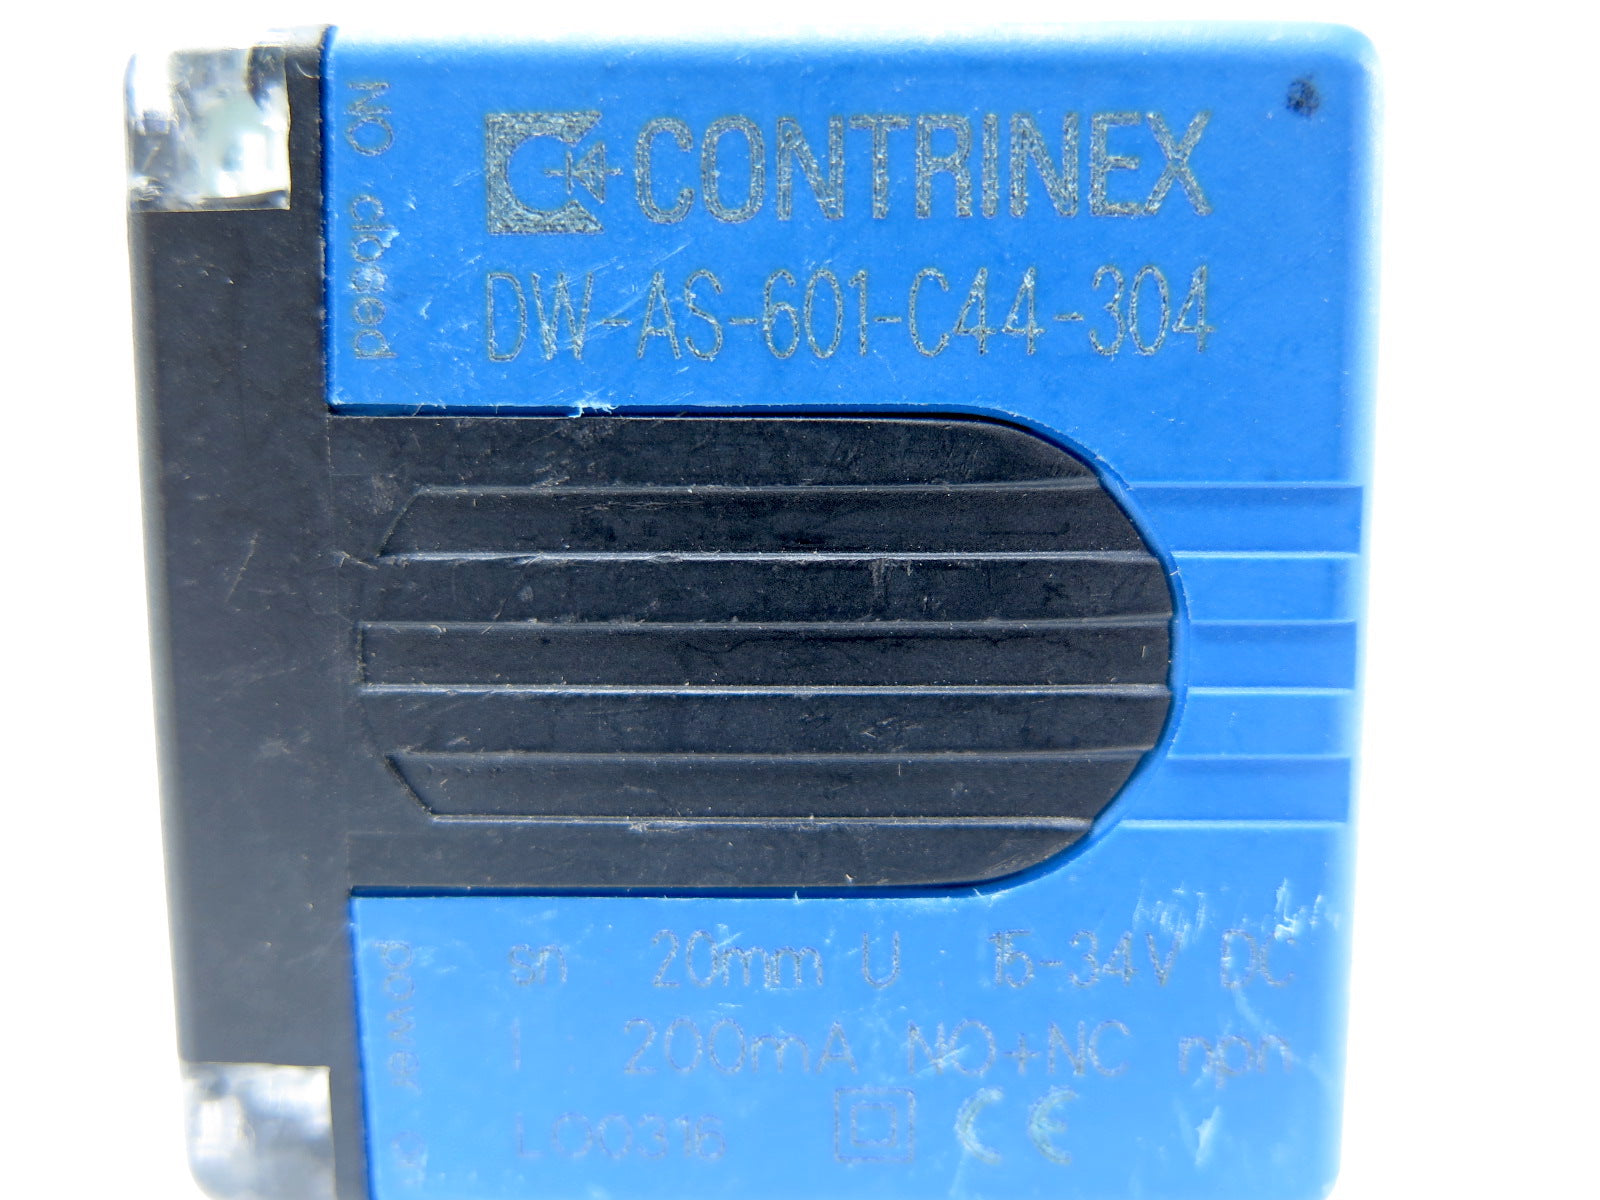 CONTRINEX
DW-AS-601-C44-304
NO closed
sn 20mm U 15-34V DC
I 200mA NO+NC npn
L00316 CE
power